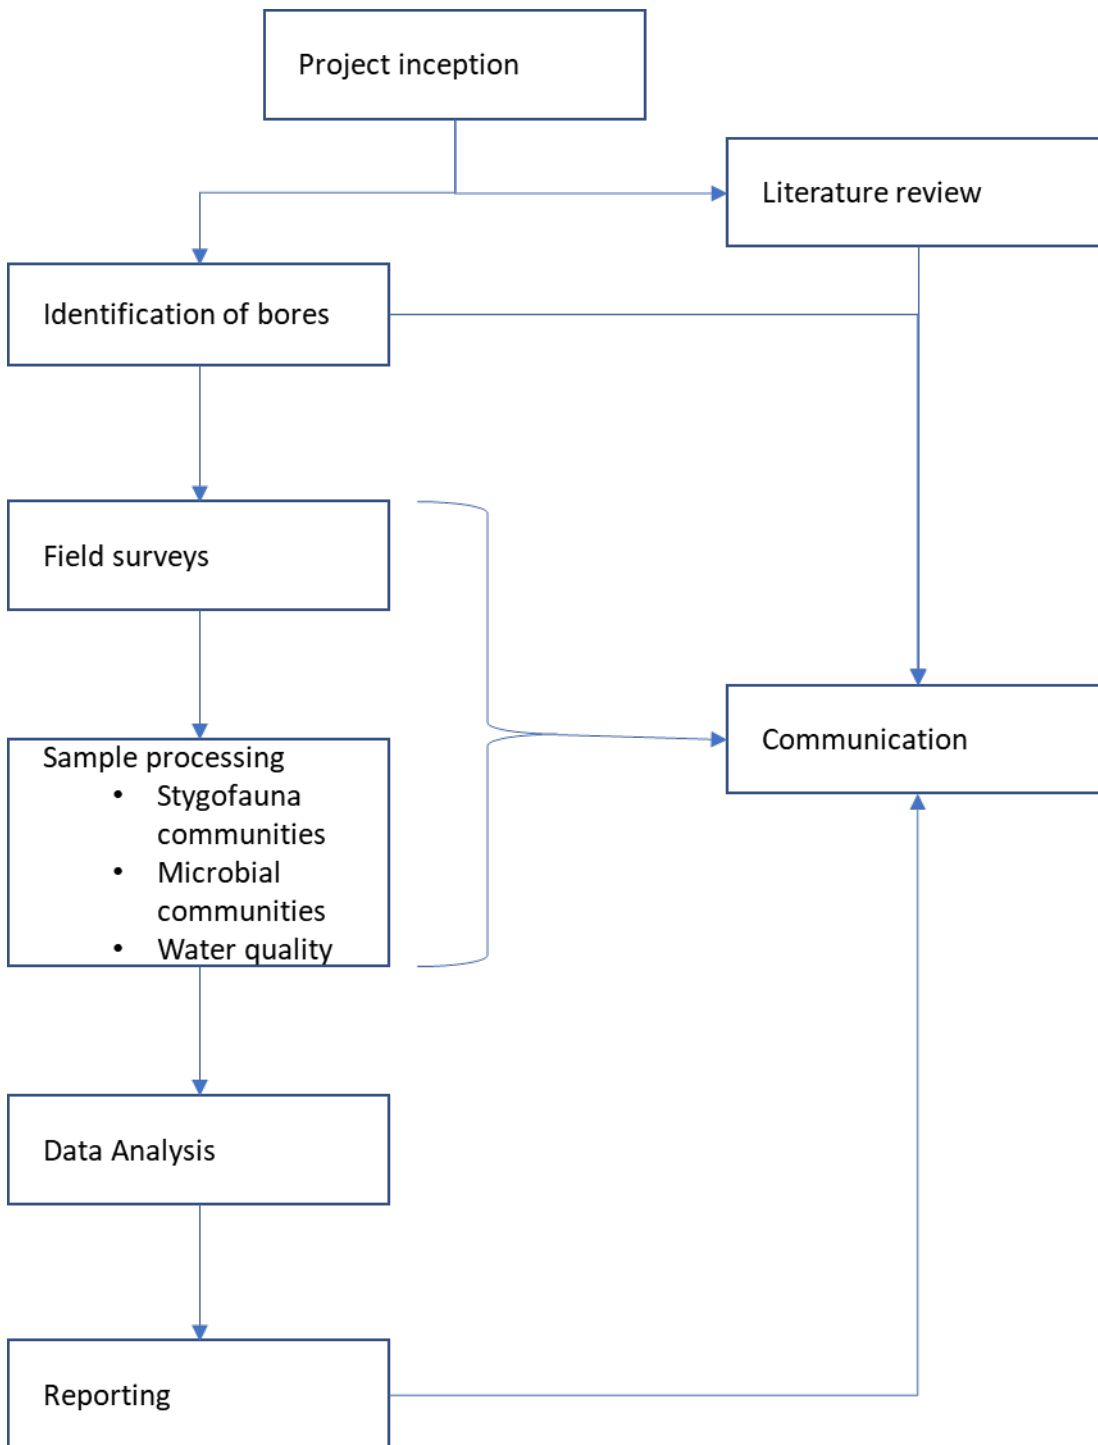 Project inception
Literature review
Identification of bores
Field surveys
Sample processing
• Stygofauna
communities
• Microbial
communities
• Water quality
Communication
Data Analysis
Reporting